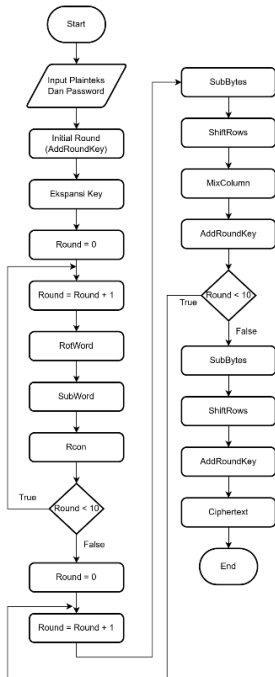 Start
Input Plainteks
Dan Password
Initial Round
(AddRoundKey)
Ekspansi Key
Round = 0
Round = Round + 1
RotWord
SubWord
Rcon
Round < 10
True
False
Round = 0
Round = Round + 1
SubBytes
ShiftRows
MixColumn
AddRoundKey
Round < 10
True
False
SubBytes
ShiftRows
AddRoundKey
Ciphertext
End